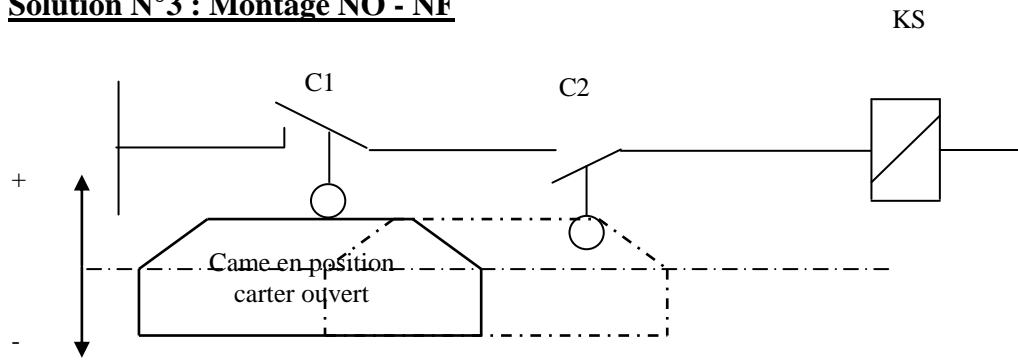 Solution N°3 : Montage NO - NF
KS
C1
C2
+
Came en position
carter ouvert
-